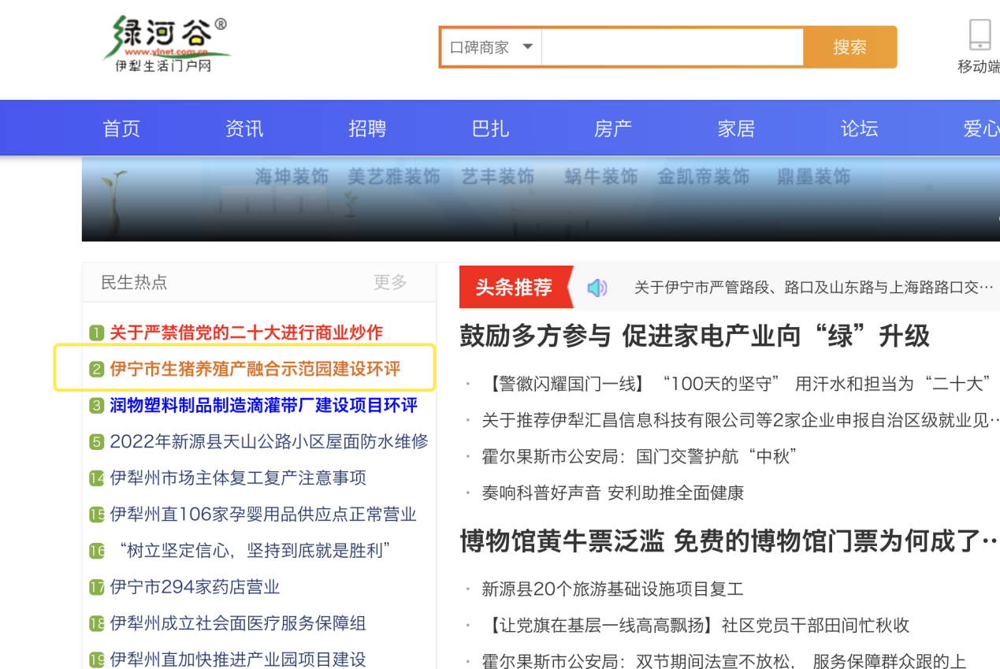 绿河谷®
www.ylnet.com.cn
伊犁生活门户网
口碑商家
搜索
移动端
首页 资讯 招聘 巴扎 房产 家居 论坛 爱心
海坤装饰 美艺雅装饰 艺丰装饰 蜗牛装饰 金凯帝装饰 鼎墨装饰
民生热点 更多
1 关于严禁借党的二十大进行商业炒作
2 伊宁市生猪养殖产融合示范园建设环评
3 润物塑料制品制造滴灌带厂建设项目环评
5 2022年新源县天山公路小区屋面防水维修
14 伊犁州市场主体复工复产注意事项
15 伊犁州直106家孕婴用品供应点正常营业
16 “树立坚定信心，坚持到底就是胜利”
17 伊宁市294家药店营业
18 伊犁州成立社会面医疗服务保障组
19 伊犁州直加快推进产业园项目建设
头条推荐 关于伊宁市严管路段、路口及山东路与上海路路口交…
鼓励多方参与 促进家电产业向“绿”升级
· 【警徽闪耀国门一线】“100天的坚守” 用汗水和担当为“二十大”
· 关于推荐伊犁汇昌信息科技有限公司等2家企业申报自治区级就业见…
· 霍尔果斯市公安局：国门交警护航“中秋”
· 奏响科普好声音 安利助推全面健康
博物馆黄牛票泛滥 免费的博物馆门票为何成了…
· 新源县20个旅游基础设施项目复工
· 【让党旗在基层一线高高飘扬】社区党员干部田间忙秋收
· 霍尔果斯市公安局：双节期间法宣不放松， 服务保障群众跟的上